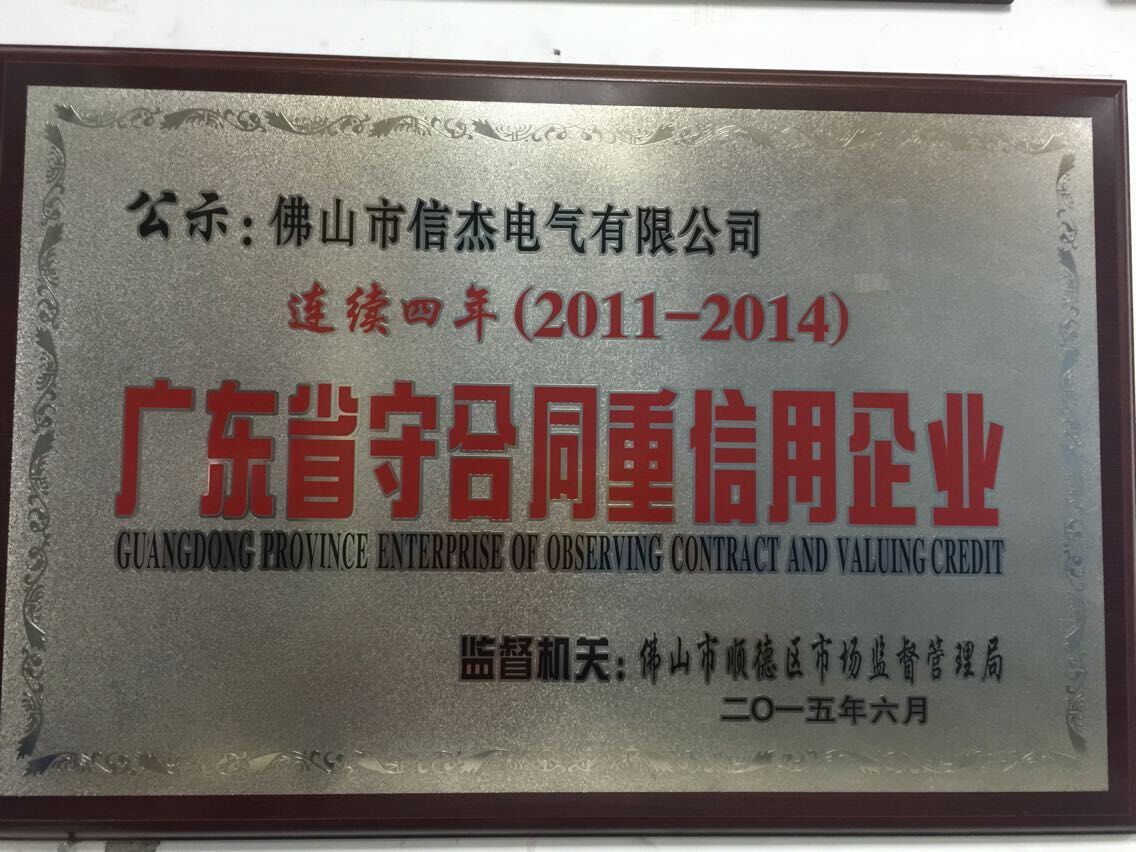 公示:佛山市信杰电气有限公司
连续四年(2011-2014)
广东省守合同重信用企业
GUANGDONG PROVINCE ENTERPRISE OF OBSERVING CONTRACT AND VALUING CREDIT
监督机关:佛山市顺德区市场监督管理局
二〇一五年六月